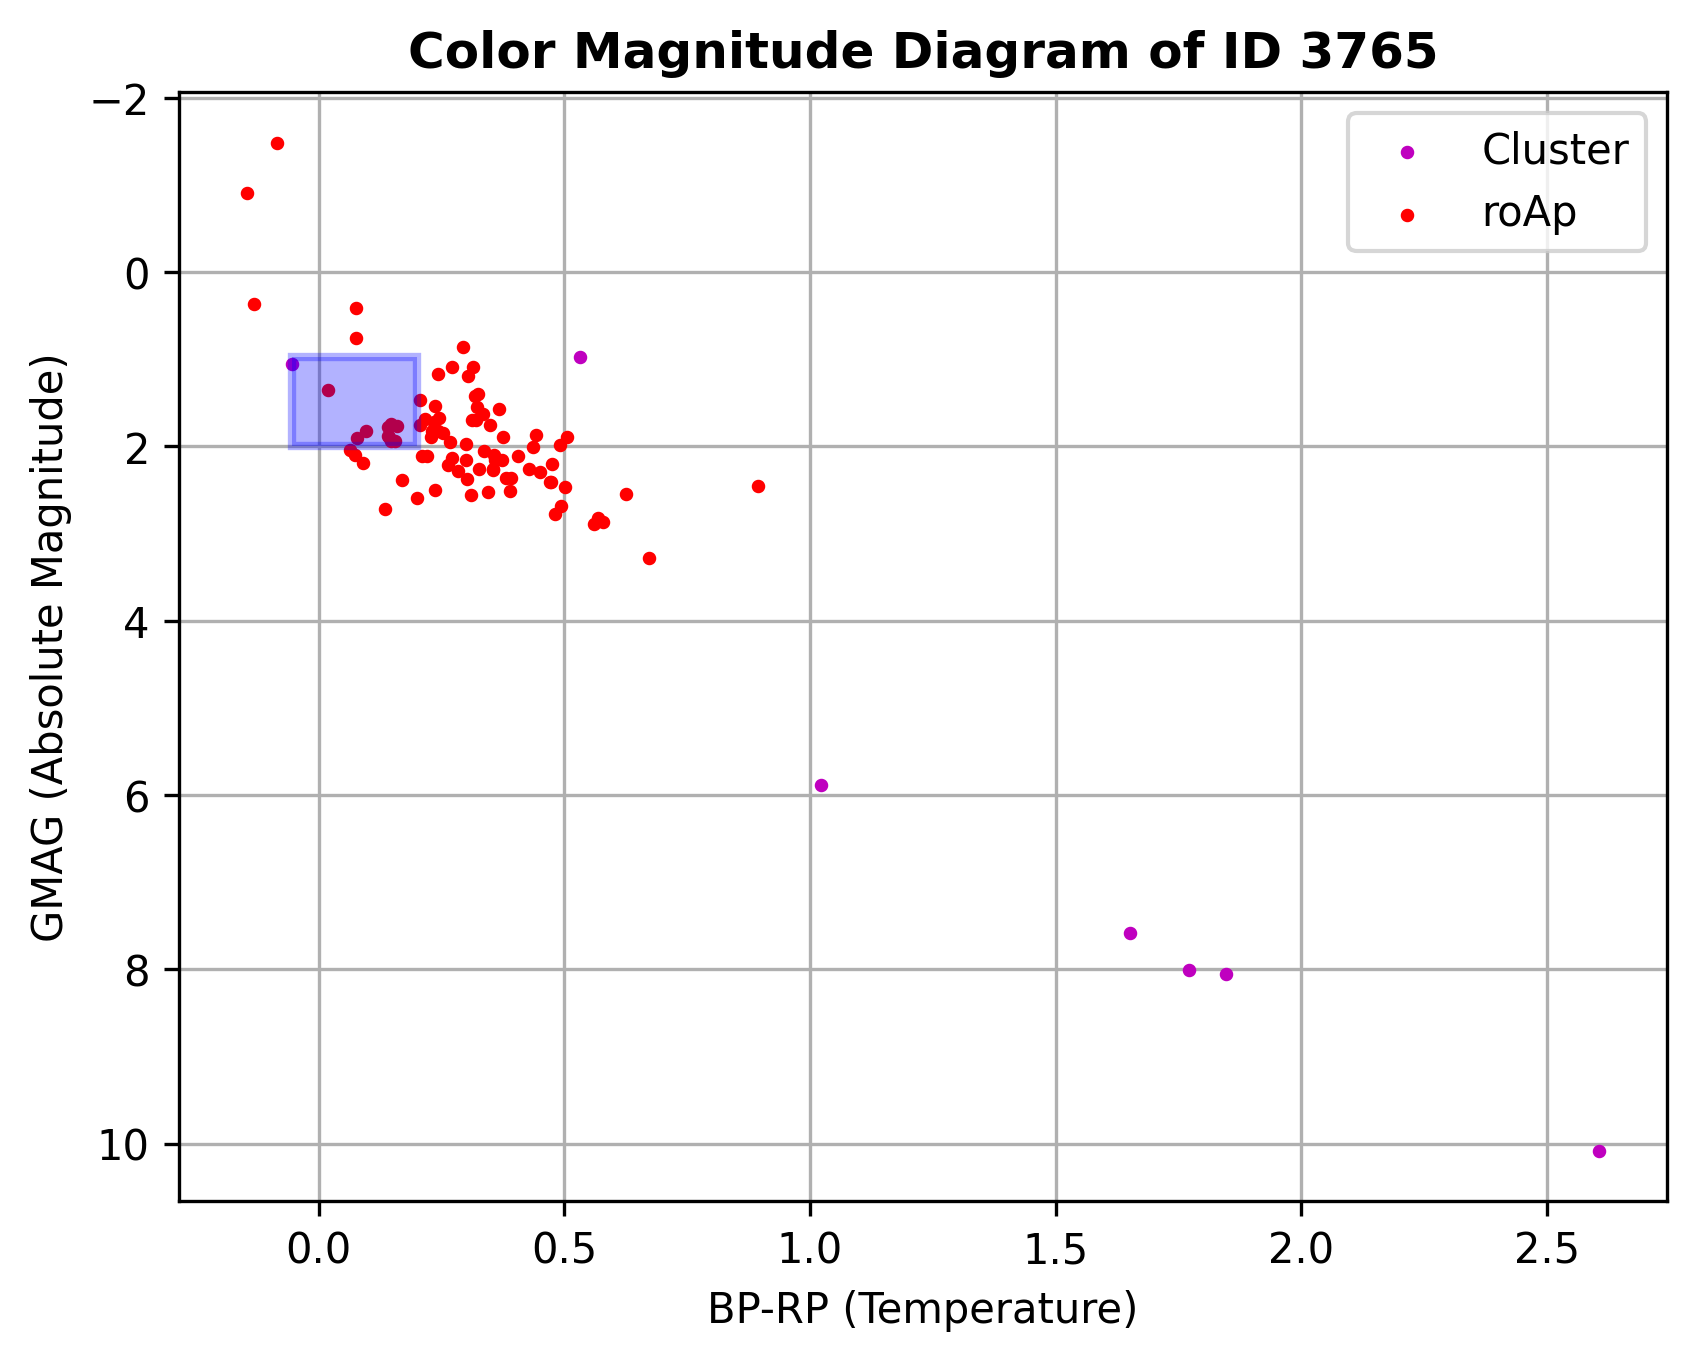 Color Magnitude Diagram of ID 3765
Cluster
roAp
GMAG (Absolute Magnitude)
−2
0
2
4
6
8
10
0.0 0.5 1.0 1.5 2.0 2.5
BP-RP (Temperature)